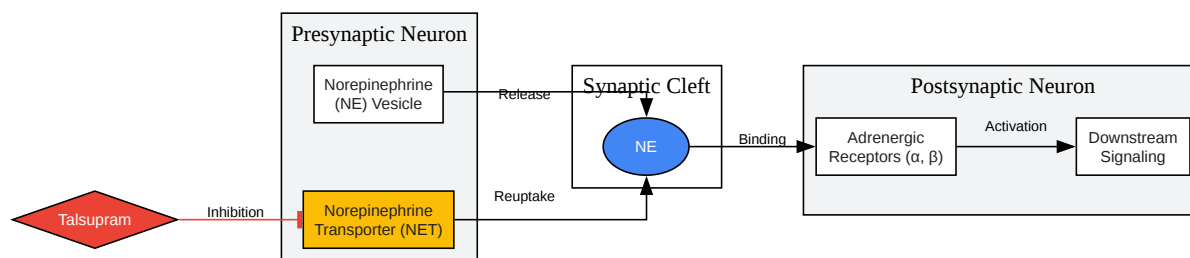 Presynaptic Neuron
Norepinephrine
(NE) Vesicle
Release
Synaptic Cleft
NE
Binding
Postsynaptic Neuron
Adrenergic
Receptors (α, β)
Activation
Downstream
Signaling
Talsupram
Inhibition
Norepinephrine
Transporter (NET)
Reuptake